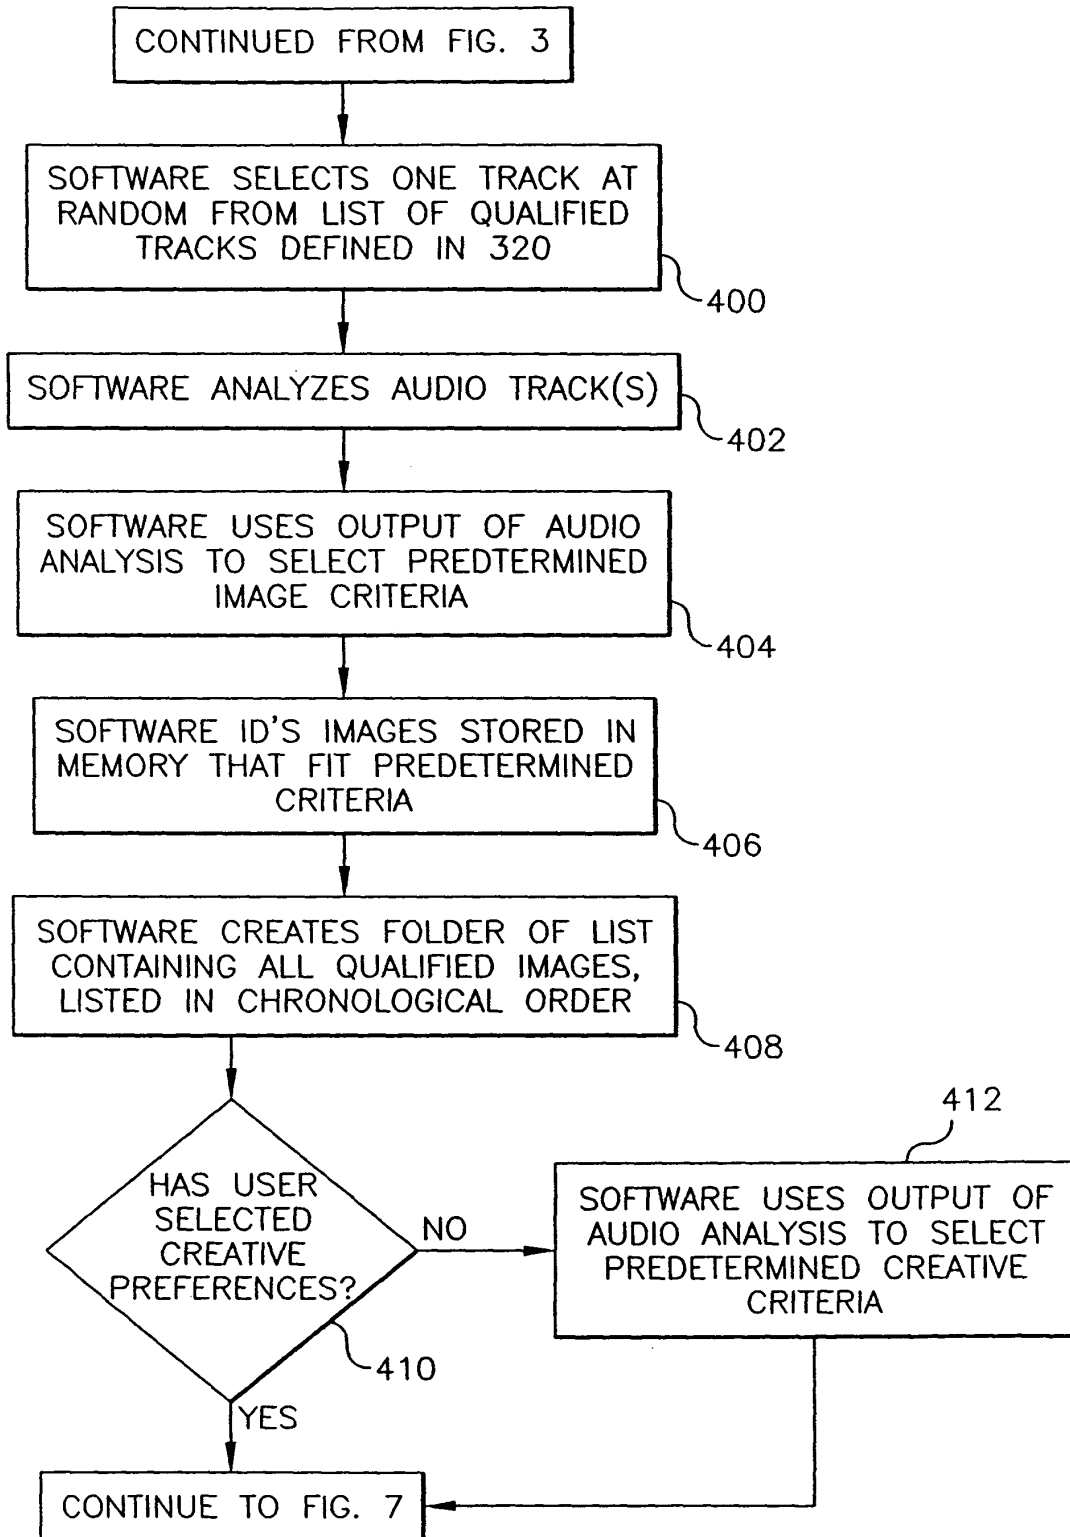 CONTINUED FROM FIG. 3
SOFTWARE SELECTS ONE TRACK AT
RANDOM FROM LIST OF QUALIFIED
TRACKS DEFINED IN 320
400
SOFTWARE ANALYZES AUDIO TRACK(S)
402
SOFTWARE USES OUTPUT OF AUDIO
ANALYSIS TO SELECT PREDTERMINED
IMAGE CRITERIA
404
SOFTWARE ID'S IMAGES STORED IN
MEMORY THAT FIT PREDETERMINED
CRITERIA
406
SOFTWARE CREATES FOLDER OF LIST
CONTAINING ALL QUALIFIED IMAGES,
LISTED IN CHRONOLOGICAL ORDER
408
HAS USER
SELECTED
CREATIVE
PREFERENCES?
410
NO
412
SOFTWARE USES OUTPUT OF
AUDIO ANALYSIS TO SELECT
PREDETERMINED CREATIVE
CRITERIA
YES
CONTINUE TO FIG. 7